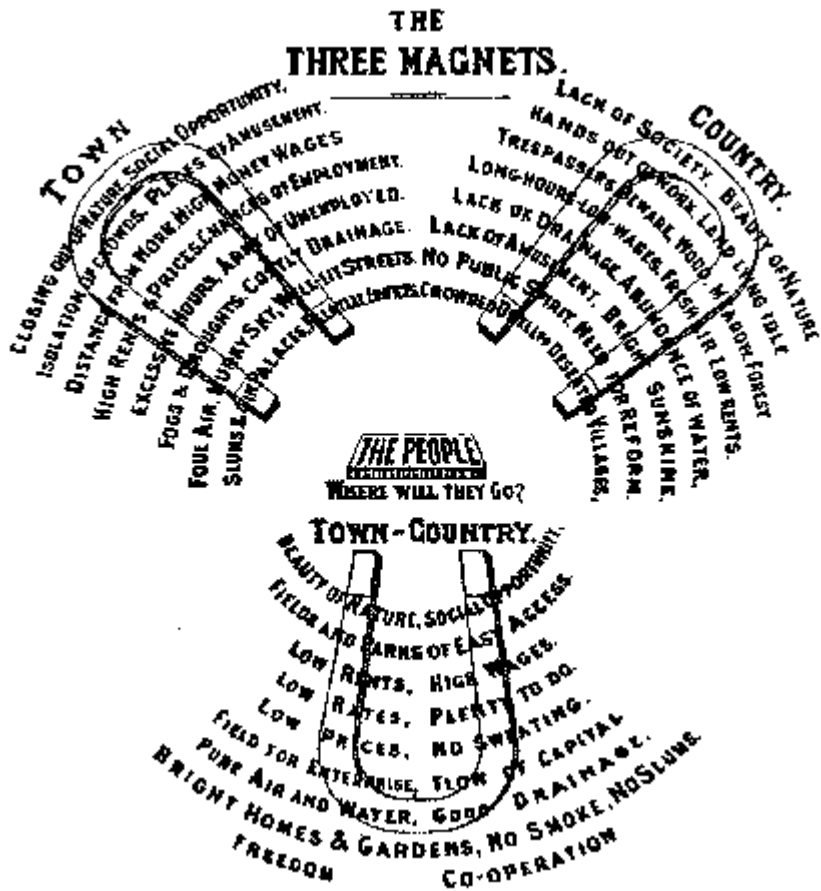 THE
THREE MAGNETS.
TOWN
CLOSING OUT OF NATURE. SOCIAL OPPORTUNITY.
ISOLATION OF CROWDS. PLACES OF AMUSEMENT.
DISTANCE FROM WORK. HIGH MONEY WAGES
HIGH RENTS & PRICES. CHANCES OF EMPLOYMENT.
EXCESSIVE HOURS. ARMY OF UNEMPLOYED.
FOGS & DROUGHTS. COSTLY DRAINAGE.
FOUL AIR. MURKY SKY. WELL-LIT STREETS.
SLUMS & GIN PALACES. PALATIAL EDIFICES.
COUNTRY.
LACK OF SOCIETY. BEAUTY OF NATURE
HANDS OUT OF WORK. LAND LYING IDLE
TRESPASSERS BEWARE. WOOD, MEADOW, FOREST
LONG-HOURS-LOW-WAGES. FRESH AIR LOW RENTS.
LACK OF DRAINAGE. ABUNDANCE OF WATER.
LACK OF AMUSEMENT. BRIGHT SUNSHINE.
NO PUBLIC SPIRIT. NEED FOR REFORM.
CROWDED DWELLINGS DESERTED VILLAGES,
THE PEOPLE
WHERE WILL THEY GO?
TOWN-COUNTRY.
BEAUTY OF NATURE, SOCIAL OPPORTUNITY.
FIELDS AND PARKS OF EASY ACCESS.
LOW RENTS, HIGH WAGES.
LOW RATES, PLENTY TO DO.
LOW PRICES, NO SWEATING.
FIELD FOR ENTERPRISE, FLOW OF CAPITAL
PURE AIR AND WATER, GOOD DRAINAGE.
BRIGHT HOMES & GARDENS, NO SMOKE, NO SLUMS
FREEDOM CO-OPERATION